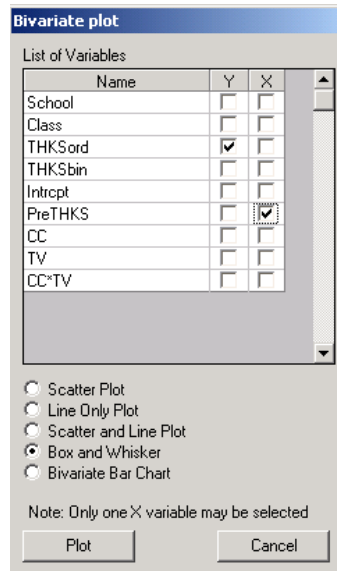 Bivariate plot
List of Variables
Name Y X
School
Class
THKSord
THKSbin
Intrcpt
PreTHKS
CC
TV
CC*TV
Scatter Plot
Line Only Plot
Scatter and Line Plot
Box and Whisker
Bivariate Bar Chart
Note: Only one X variable may be selected
Plot Cancel